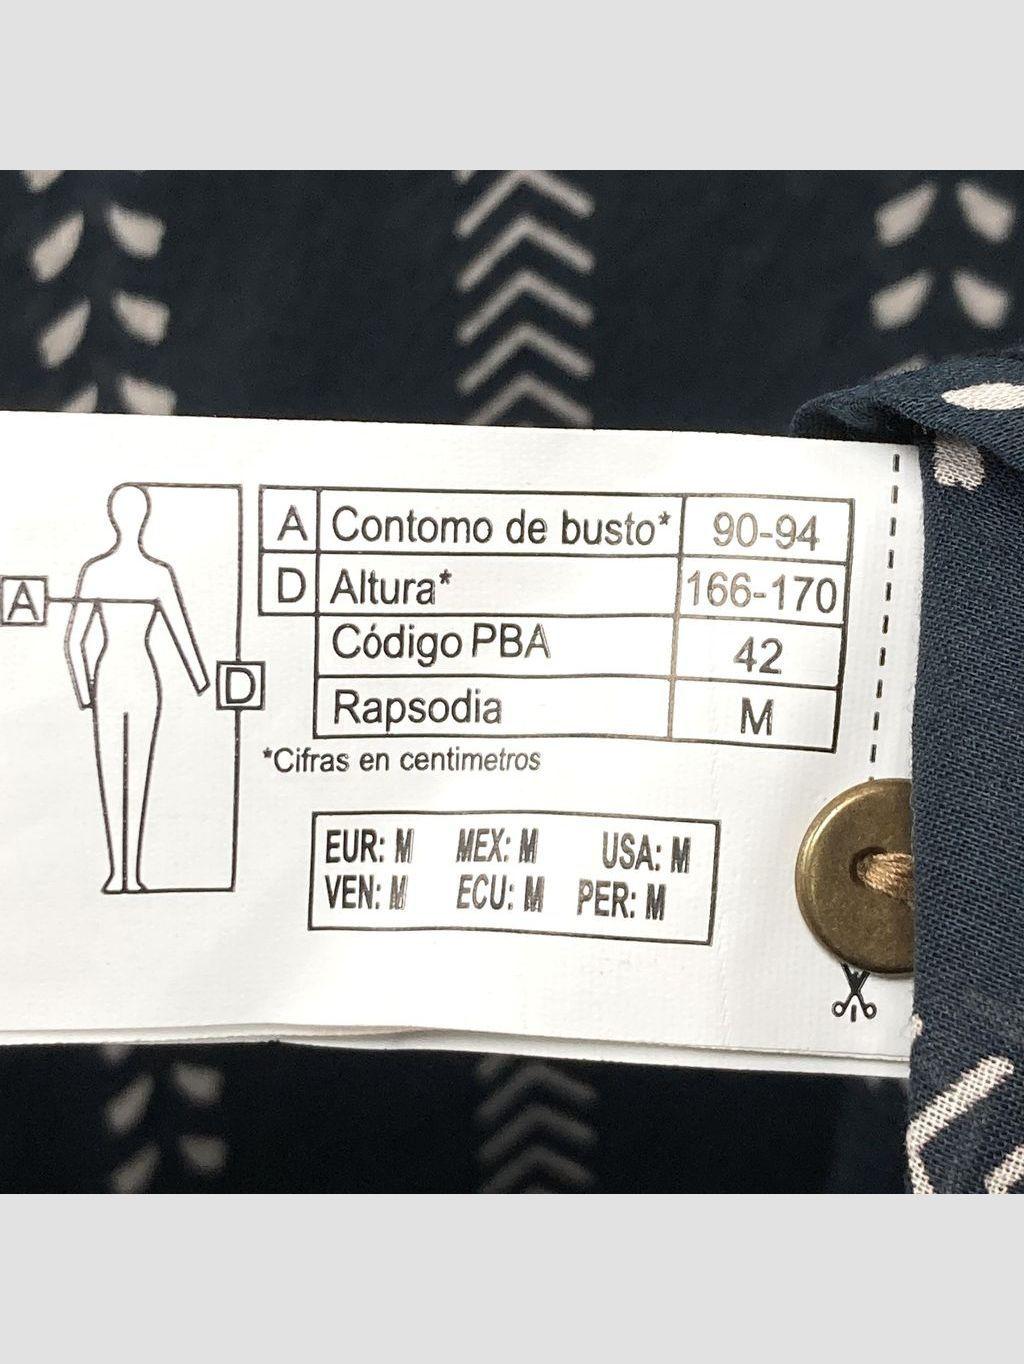 A Contorno de busto* 90-94
D Altura* 166-170
Código PBA 42
Rapsodia M
*Cifras en centimetros
A
D
EUR: M MEX: M USA: M
VEN: M ECU: M PER: M